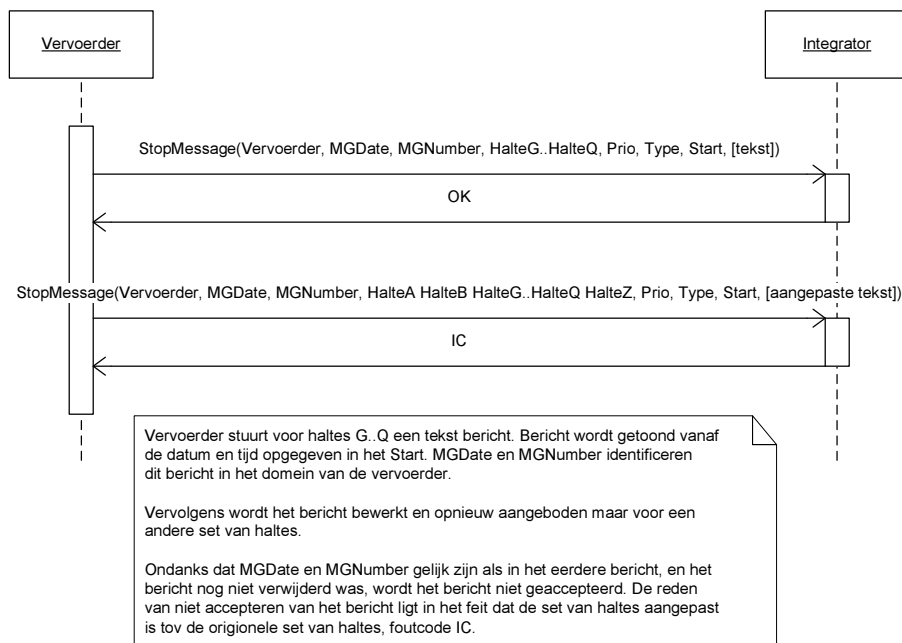 Vervoerder
Integrator
StopMessage(Vervoerder, MGDate, MGNumber, HalteG..HalteQ, Prio, Type, Start, [tekst])
OK
StopMessage(Vervoerder, MGDate, MGNumber, HalteA HalteB HalteG..HalteQ HalteZ, Prio, Type, Start, [aangepaste tekst])
IC
Vervoerder stuurt voor haltes G..Q een tekst bericht. Bericht wordt getoond vanaf
de datum en tijd opgegeven in het Start. MGDate en MGNumber identificeren
dit bericht in het domein van de vervoerder.
Vervolgens wordt het bericht bewerkt en opnieuw aangeboden maar voor een
andere set van haltes.
Ondanks dat MGDate en MGNumber gelijk zijn als in het eerdere bericht, en het
bericht nog niet verwijderd was, wordt het bericht niet geaccepteerd. De reden
van niet accepteren van het bericht ligt in het feit dat de set van haltes aangepast
is tov de origionele set van haltes, foutcode IC.